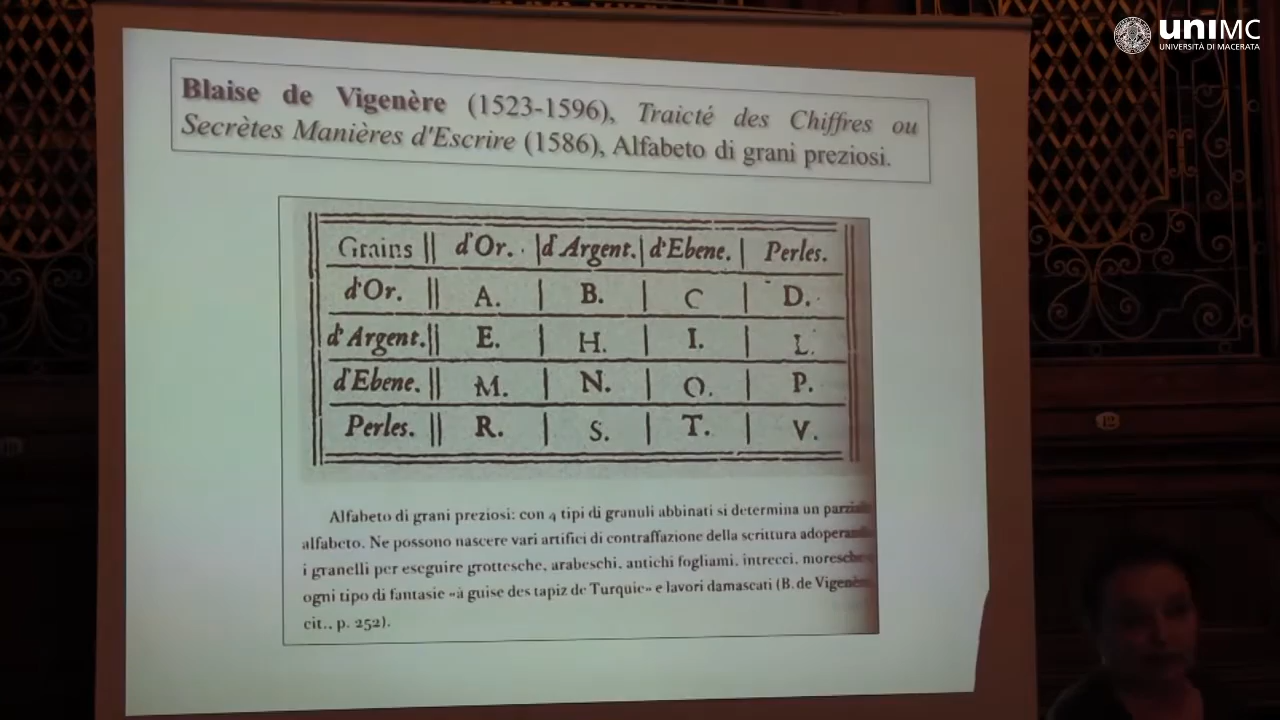 uniMC
UNIVERSITÀ DI MACERATA
Blaise de Vigenère (1523-1596), Traicté des Chiffres ou
Secrètes Manières d'Escrire (1586), Alfabeto di grani preziosi.
Grains || d'Or. | d'Argent. | d'Ebene. | Perles.
d'Or. || A. | B. | C | D.
d'Argent. || E. | H. | I. | L.
d'Ebene. || M. | N. | O. | P.
Perles. || R. | S. | T. | V.
Alfabeto di grani preziosi: con 4 tipi di granuli abbinati si determina un
alfabeto. Ne possono nascere vari artifici di contraffazione della scrittura
i granelli per eseguire grottesche, arabeschi, antichi fogliami, intrecci, moresche
ogni tipo di fantasie «à guise des tapiz de Turquie» e lavori damascati (B. de
cit., p. 252).
12